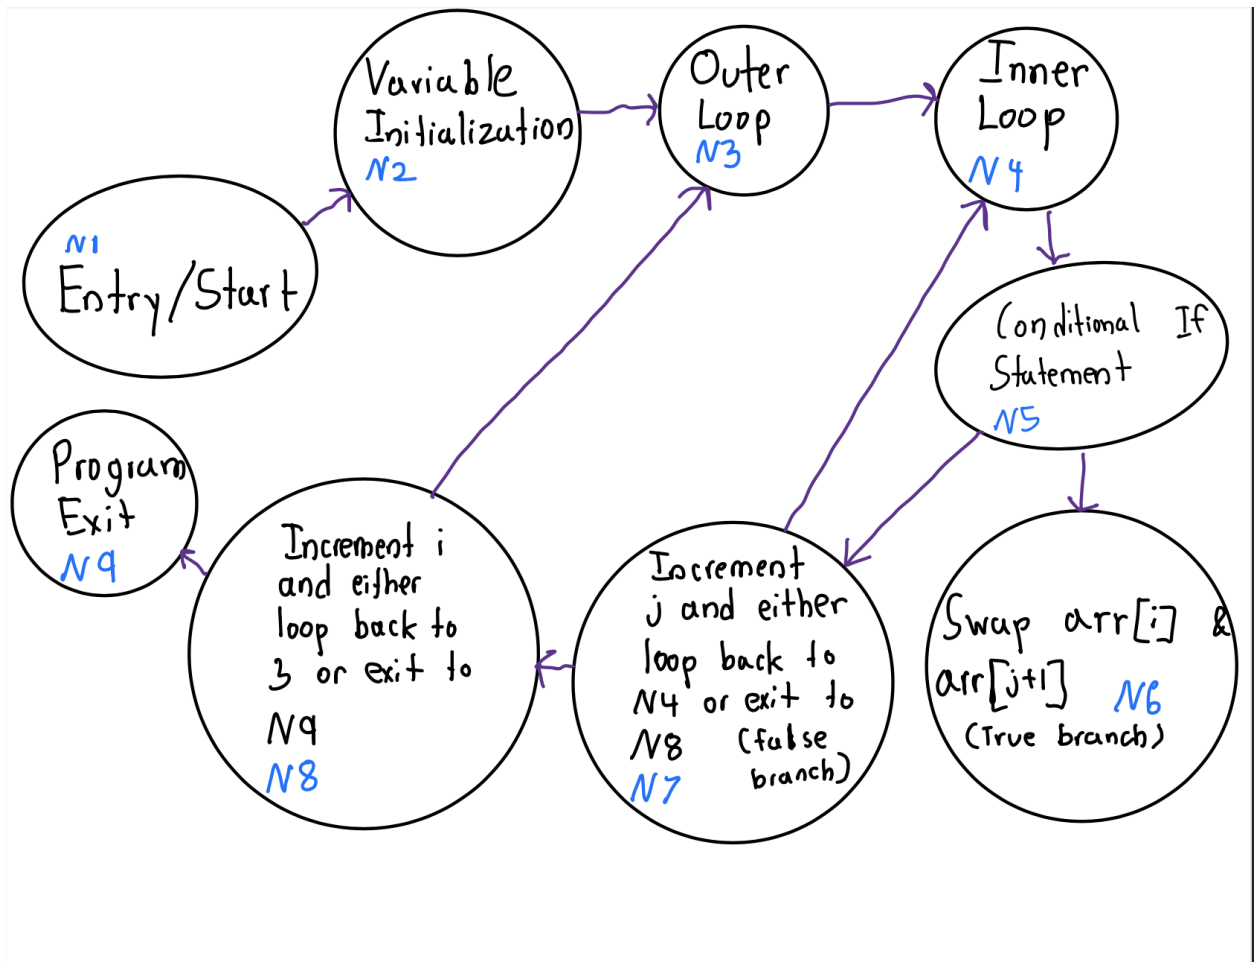 Variable
Initialization
N2
Outer
Loop
N3
Inner
Loop
N4
N1
Entry/Start
Conditional If
Statement
N5
Program
Exit
N9
Increment i
and either
loop back to
3 or exit to
N9
N8
Increment
j and either
loop back to
N4 or exit to
N8 (false
branch)
N7
Swap arr[i] &
arr[j+1]
N6
(True branch)